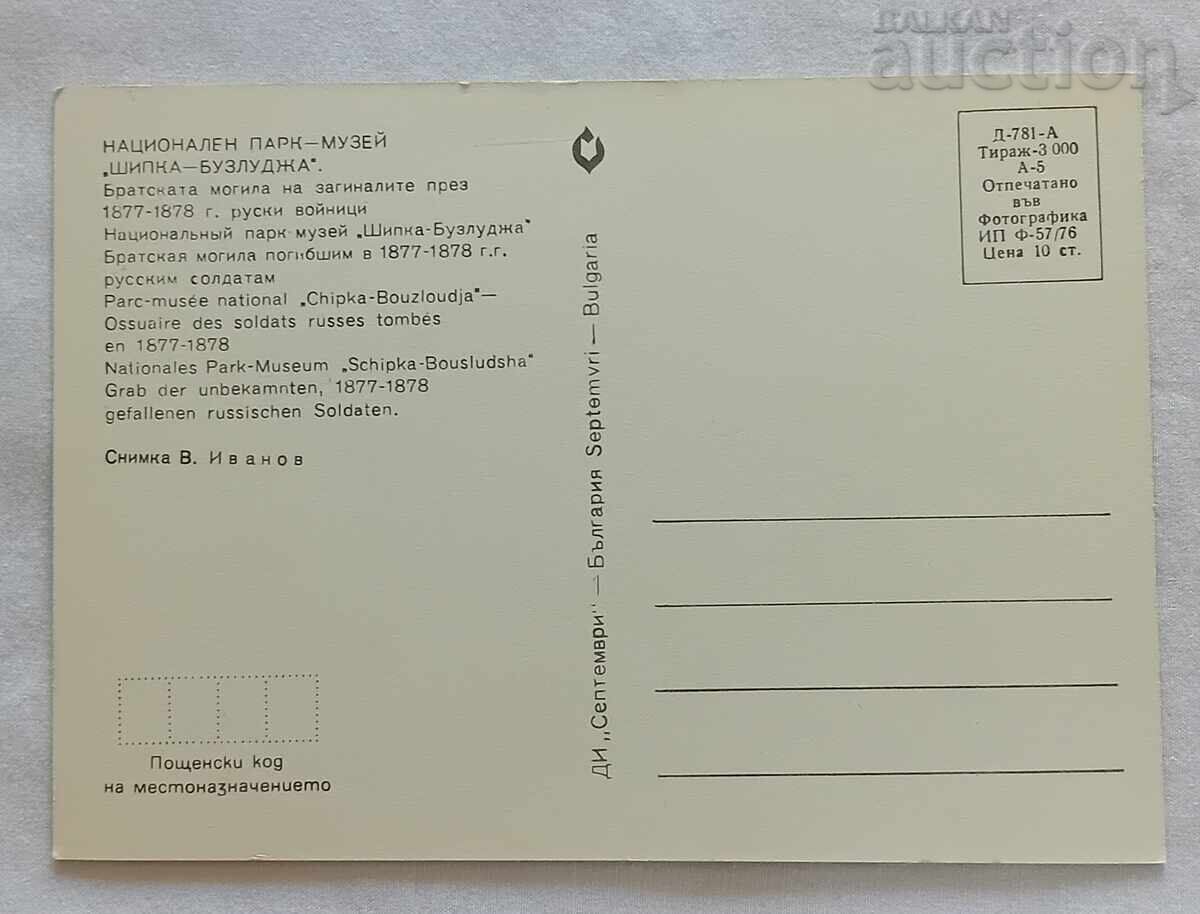 BALKAN
auction
НАЦИОНАЛЕН ПАРК—МУЗЕЙ
„ШИПКА—БУЗЛУДЖА".
Братската могила на загиналите през
1877-1878 г. руски войници
Национальный парк-музей „Шипка-Бузлуджа"
Братская могила погибшим в 1877-1878 г.г.
русским солдатам
Parc-musée national „Chipka-Bouzloudja"—
Ossuaire des soldats russes tombés
en 1877-1878
Nationales Park-Museum „Schipka-Bousludsha"
Grab der unbekamnten, 1877-1878
gefallenen russischen Soldaten.
Снимка В. Иванов
Пощенски код
на местоназначението
ДИ „Септември" — България Septemvri — Bulgaria
Д-781-А
Тираж-3 000
А-5
Отпечатано
във
Фотографика
ИП Ф-57/76
Цена 10 ст.